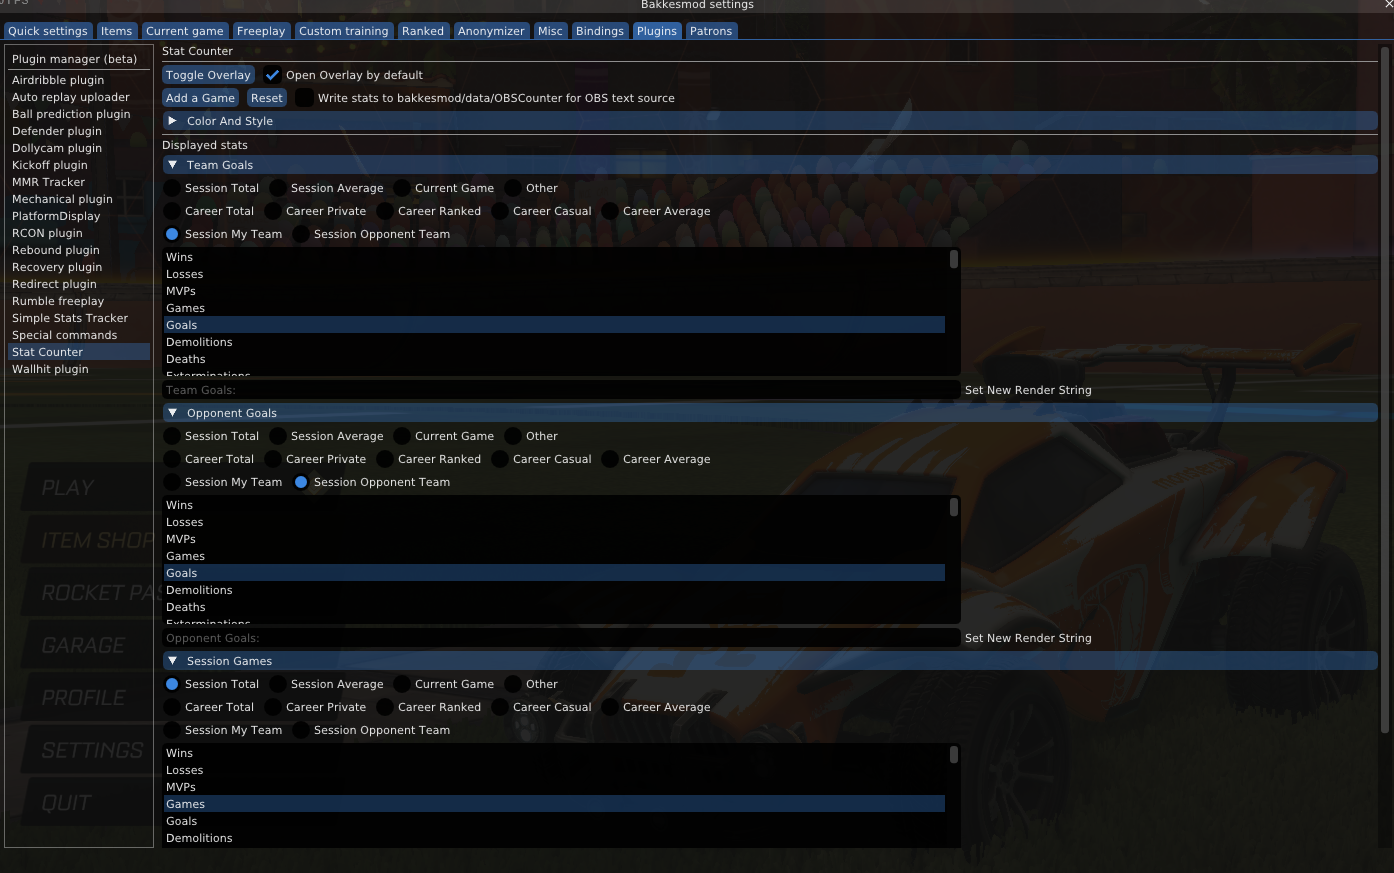 Bakkesmod settings
Quick settings Items Current game Freeplay Custom training Ranked Anonymizer Misc Bindings Plugins Patrons
Plugin manager (beta)
Airdribble plugin
Auto replay uploader
Ball prediction plugin
Defender plugin
Dollycam plugin
Kickoff plugin
MMR Tracker
Mechanical plugin
PlatformDisplay
RCON plugin
Rebound plugin
Recovery plugin
Redirect plugin
Rumble freeplay
Simple Stats Tracker
Special commands
Stat Counter
Wallhit plugin
PLAY
ITEM SHOP
ROCKET PAS
GARAGE
PROFILE
SETTINGS
QUIT
Stat Counter
Toggle Overlay Open Overlay by default
Add a Game Reset Write stats to bakkesmod/data/OBSCounter for OBS text source
Color And Style
Displayed stats
Team Goals
Session Total Session Average Current Game Other
Career Total Career Private Career Ranked Career Casual Career Average
Session My Team Session Opponent Team
Wins
Losses
MVPs
Games
Goals
Demolitions
Deaths
Exterminations
Team Goals: Set New Render String
Opponent Goals
Session Total Session Average Current Game Other
Career Total Career Private Career Ranked Career Casual Career Average
Session My Team Session Opponent Team
Wins
Losses
MVPs
Games
Goals
Demolitions
Deaths
Exterminations
Opponent Goals: Set New Render String
Session Games
Session Total Session Average Current Game Other
Career Total Career Private Career Ranked Career Casual Career Average
Session My Team Session Opponent Team
Wins
Losses
MVPs
Games
Goals
Demolitions